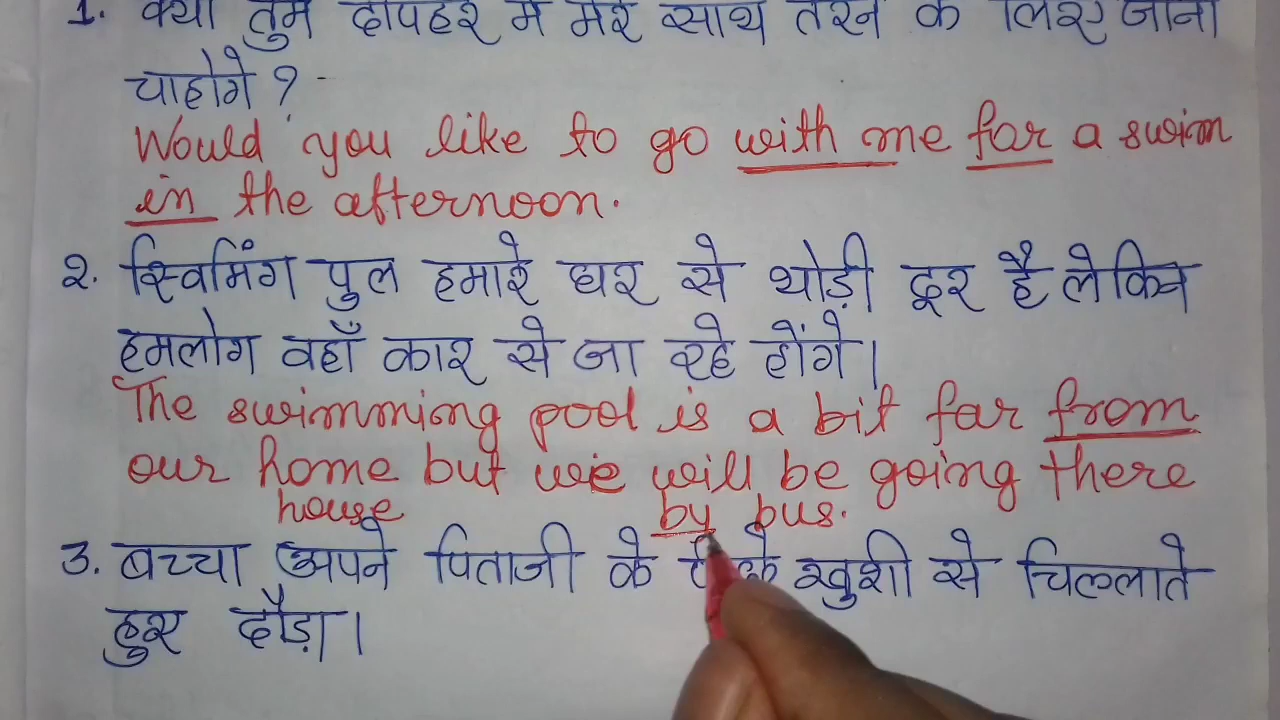 1. क्या तुम दोपहर में मेरे साथ तैरने के लिए जाना
चाहोगे ?
Would you like to go with me for a swim
in the afternoon.
२. स्विमिंग पुल हमारे घर से थोड़ी दूर है लेकिन
हमलोग वहाँ कार से जा रहे होंगे।
The swimming pool is a bit far from
our home but we will be going there
house by bus.
3. बच्चा अपने पिताजी के खुशी से चिल्लाते
हुए दौड़ा।